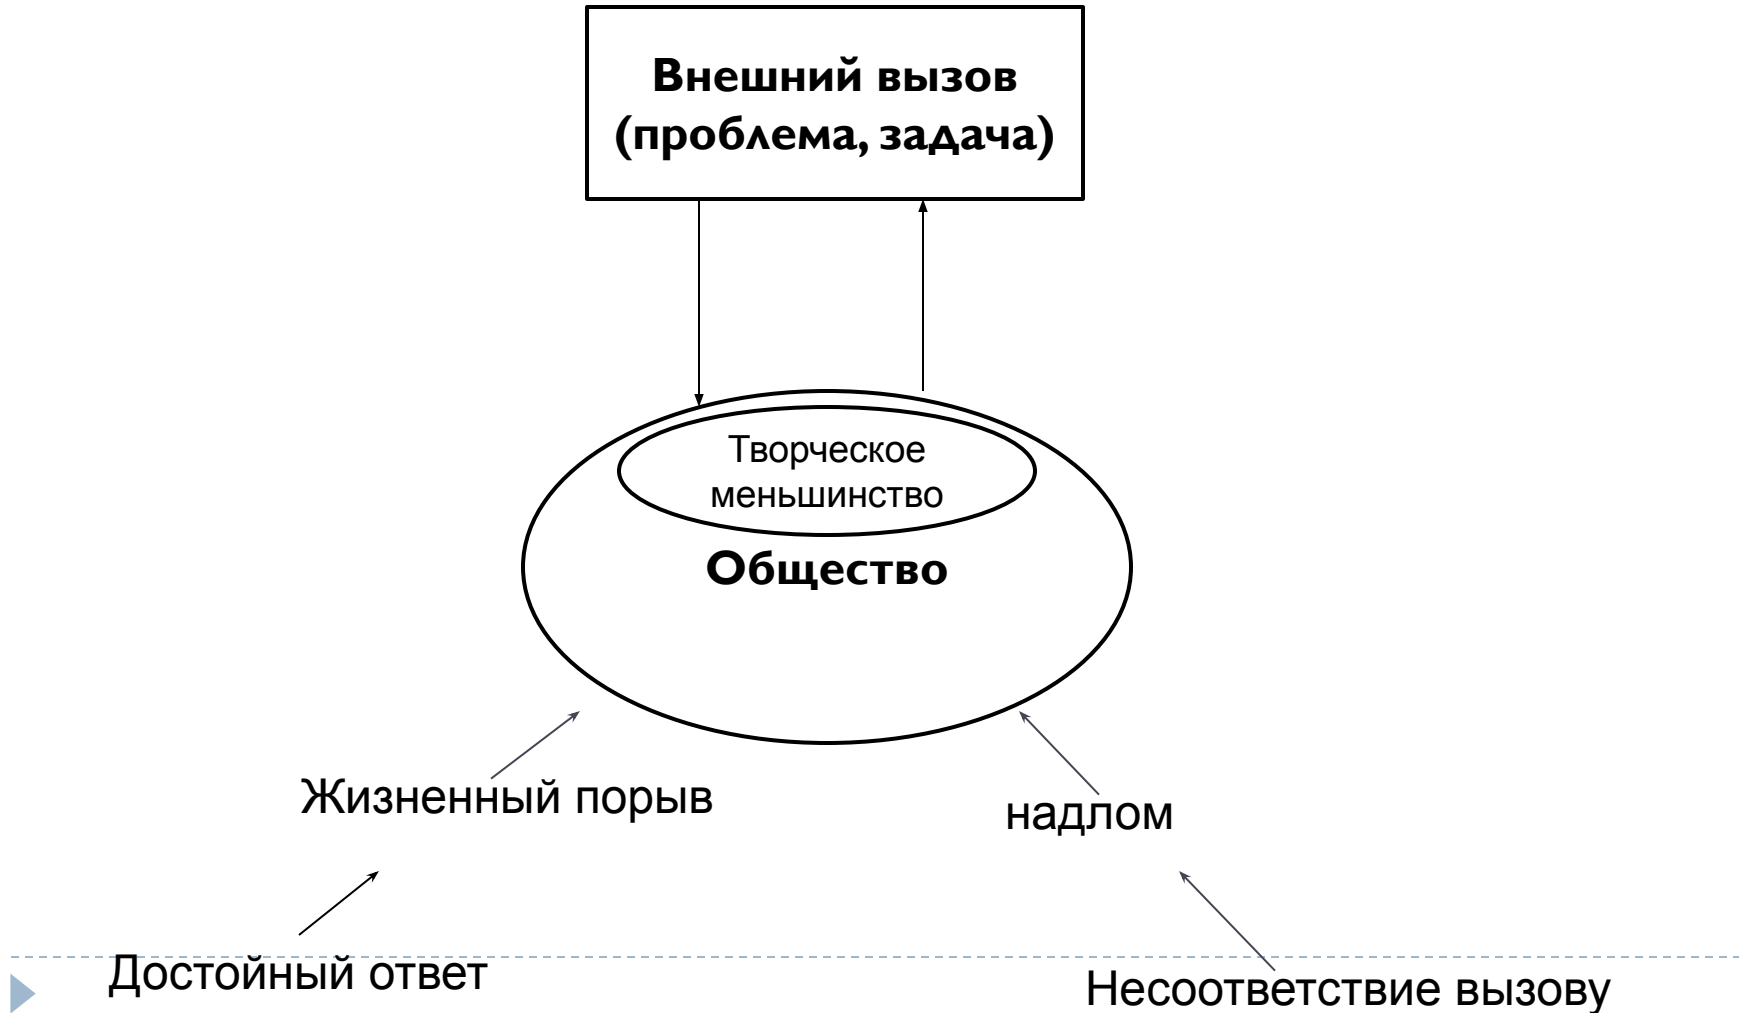 Внешний вызов
(проблема, задача)
Творческое
меньшинство
Общество
Жизненный порыв
надлом
Достойный ответ
Несоответствие вызову